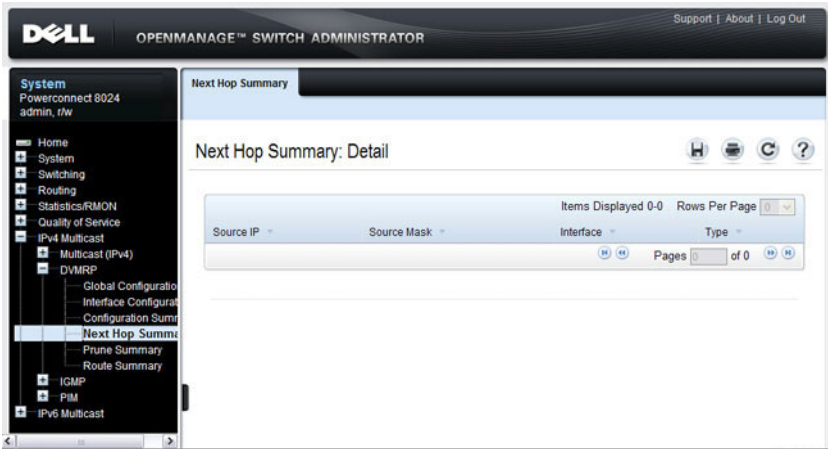 Support | About | Log Out
DELL
OPENMANAGE™ SWITCH ADMINISTRATOR
System
Powerconnect 8024
admin, r/w
Home
System
Switching
Routing
Statistics/RMON
Quality of Service
IPv4 Multicast
Multicast (IPv4)
DVMRP
Global Configuratio
Interface Configurat
Configuration Sumr
Next Hop Summa
Prune Summary
Route Summary
IGMP
PIM
IPv6 Multicast
Next Hop Summary
Next Hop Summary: Detail
Items Displayed 0-0 Rows Per Page 0
Source IP Source Mask Interface Type
Pages 0 of 0